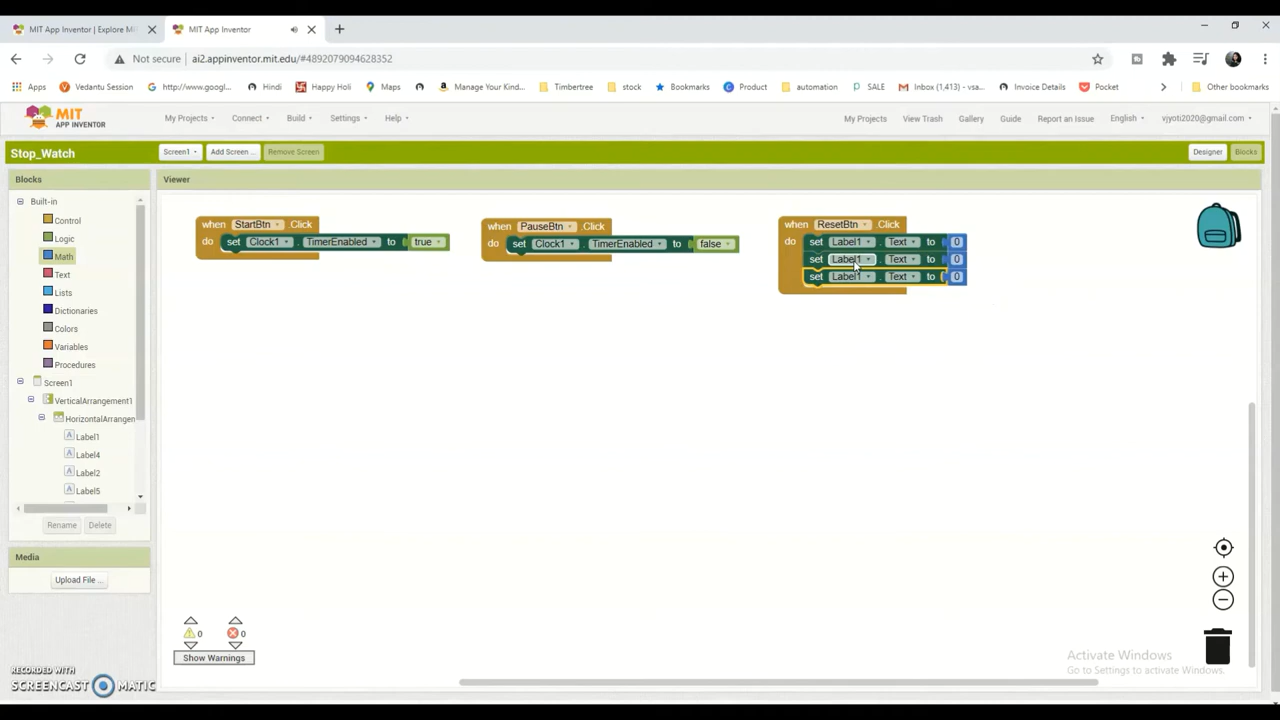 MIT App Inventor | Explore MI
MIT App Inventor
Not secure | ai2.appinventor.mit.edu/#4892079094628352
Apps
Vedantu Session
http://www.googl...
Hindi
Happy Holi
Maps
Manage Your Kind...
Timbertree
stock
Bookmarks
Product
automation
SALE
Inbox (1,413) - vsa...
Invoice Details
Pocket
Other bookmarks
MIT
APP INVENTOR
My Projects
Connect
Build
Settings
Help
My Projects
View Trash
Gallery
Guide
Report an Issue
English
vjyoti2020@gmail.com
Stop_Watch
Screen1
Add Screen ...
Remove Screen
Designer
Blocks
Blocks
Viewer
Built-in
Control
Logic
Math
Text
Lists
Dictionaries
Colors
Variables
Procedures
Screen1
VerticalArrangement1
HorizontalArrangen
Label1
Label4
Label2
Label5
Rename
Delete
Media
Upload File ...
when StartBtn .Click
do set Clock1 . TimerEnabled to true
when PauseBtn .Click
do set Clock1 . TimerEnabled to false
when ResetBtn .Click
do set Label1 . Text to 0
set Label1 . Text to 0
set Label1 . Text to 0
0
0
Show Warnings
Activate Windows
Go to Settings to activate Windows.
RECORDED WITH
SCREENCAST MATIC